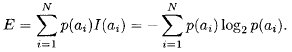 E = \sum_{i=1}^{N} p(a_i) I(a_i) = - \sum_{i=1}^{N} p(a_i) \log_2 p(a_i).